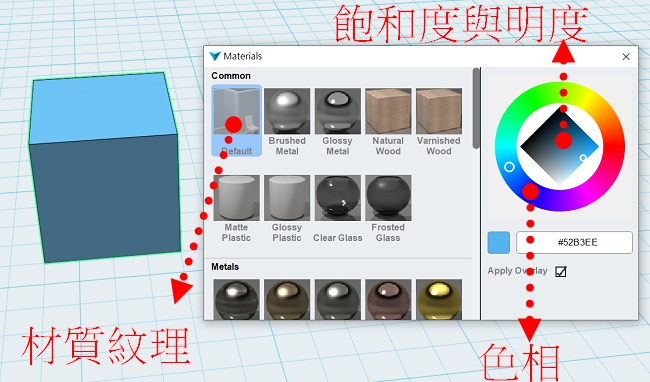 飽和度與明度
Materials
Common
Default
Brushed
Metal
Glossy
Metal
Natural
Wood
Varnished
Wood
Matte
Plastic
Glossy
Plastic
Clear Glass
Frosted
Glass
#52B3EE
Apply Overlay
Metals
材質紋理
色相